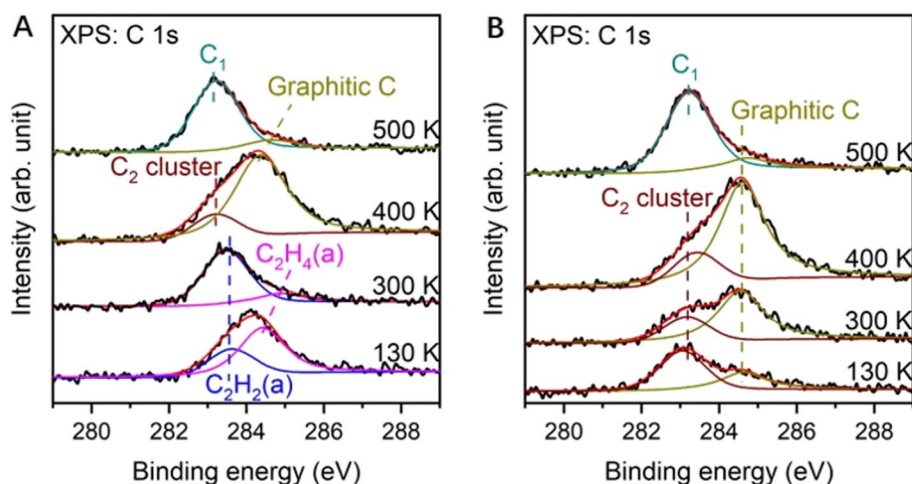 A
XPS: C 1s
C₁
Graphitic C
500 K
C₂ cluster
400 K
C₂H₄(a)
300 K
130 K
C₂H₂(a)
Intensity (arb. unit)
280 282 284 286 288
Binding energy (eV)
B
XPS: C 1s
C₁
Graphitic C
500 K
C₂ cluster
400 K
300 K
130 K
Intensity (arb. unit)
280 282 284 286 288
Binding energy (eV)